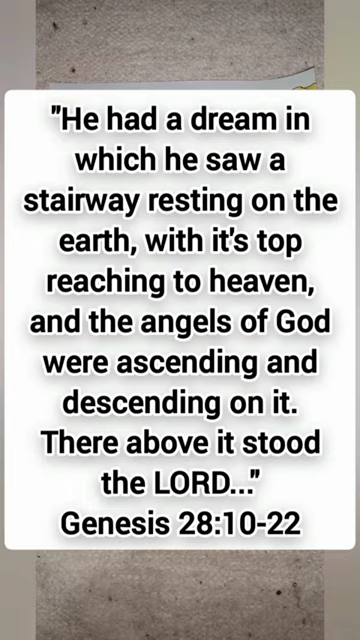 "He had a dream in
which he saw a
stairway resting on the
earth, with it's top
reaching to heaven,
and the angels of God
were ascending and
descending on it.
There above it stood
the LORD..."
Genesis 28:10-22